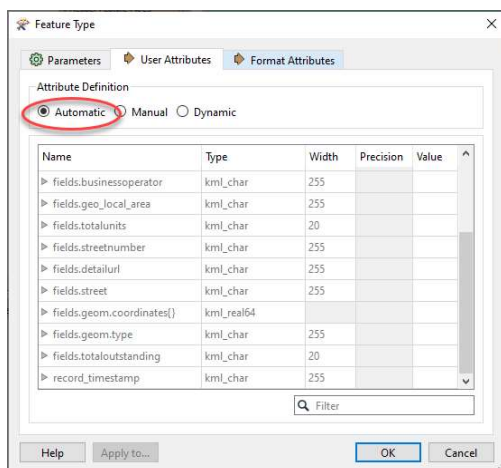 Feature Type
Parameters User Attributes Format Attributes
Attribute Definition
Automatic Manual Dynamic
Name Type Width Precision Value
fields.businessoperator kml_char 255
fields.geo_local_area kml_char 255
fields.totalunits kml_char 20
fields.streetnumber kml_char 255
fields.detailurl kml_char 255
fields.street kml_char 255
fields.geom.coordinates{} kml_real64
fields.geom.type kml_char 255
fields.totaloutstanding kml_char 20
record_timestamp kml_char 255
Filter
Help Apply to... OK Cancel